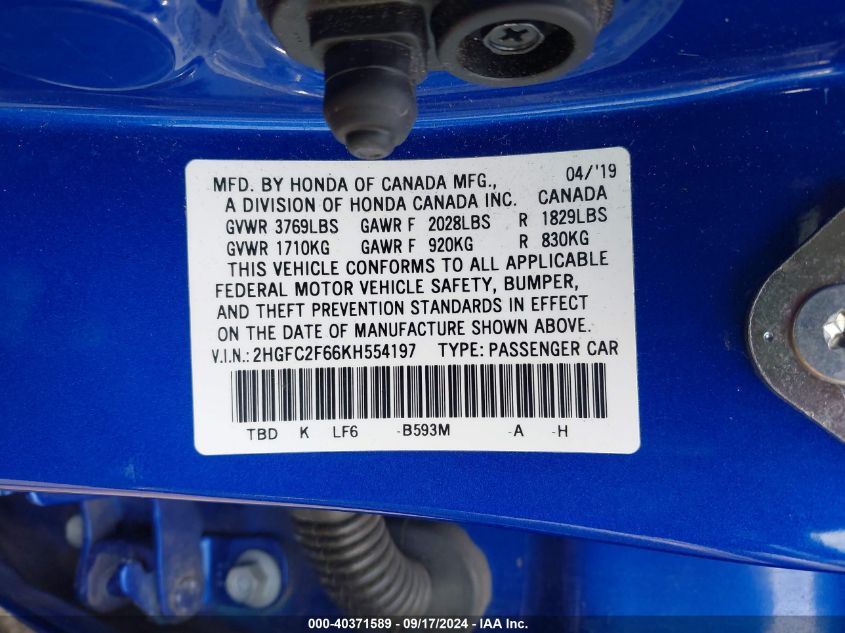 MFD. BY HONDA OF CANADA MFG., 04/'19
A DIVISION OF HONDA CANADA INC. CANADA
GVWR 3769LBS GAWR F 2028LBS R 1829LBS
GVWR 1710KG GAWR F 920KG R 830KG
THIS VEHICLE CONFORMS TO ALL APPLICABLE
FEDERAL MOTOR VEHICLE SAFETY, BUMPER,
AND THEFT PREVENTION STANDARDS IN EFFECT
ON THE DATE OF MANUFACTURE SHOWN ABOVE.
V.I.N.: 2HGFC2F66KH554197 TYPE: PASSENGER CAR
TBD K LF6 -B593M -A -H
000-40371589 - 09/17/2024 - IAA Inc.